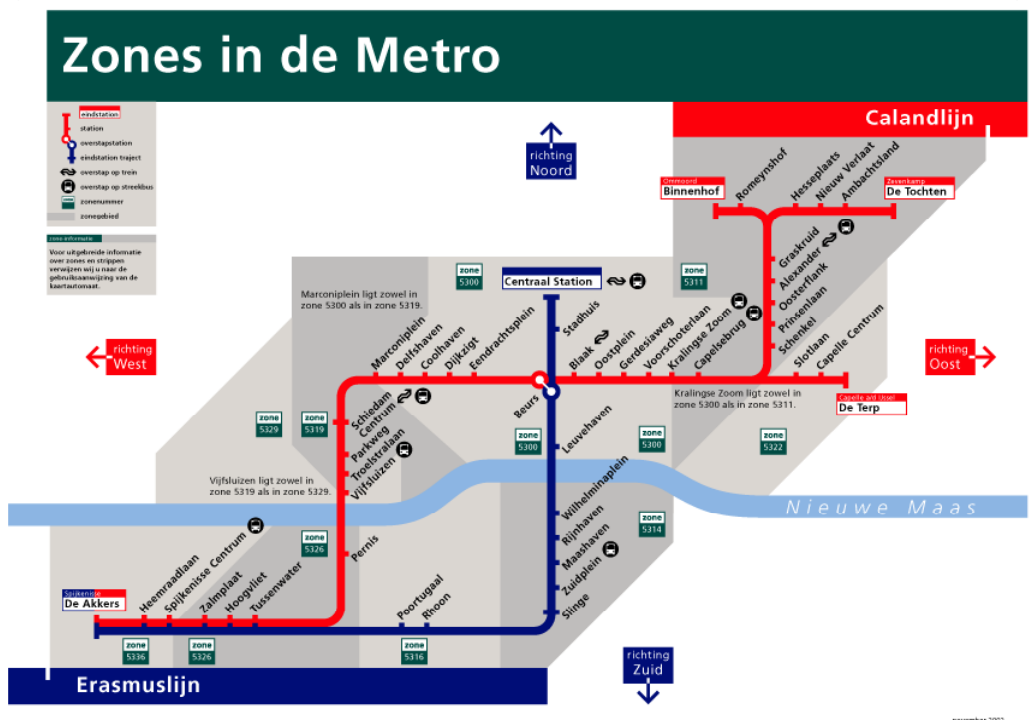 Zones in de Metro
eindstation
station
overstapstation
eindstation traject
overstap op trein
overstap op streekbus
zone
zonenummer
zonegebied
zone informatie
Voor uitgebreide informatie
over zones en strippen
verwijzen wij u naar de
gebruiksaanwijzing van de
kaartautomaat.
Calandlijn
richting
Noord
richting
West
richting
Oost
richting
Zuid
Ommoord
Binnenhof
Romeynshof
Hesseplaats
Nieuw Verlaat
Ambachtsland
Zevenkamp
De Tochten
Graskruid
Alexander
Oosterflank
Prinsenlaan
Schenkel
zone
5311
zone
5300
Centraal Station
Stadhuis
Marconiplein ligt zowel in
zone 5300 als in zone 5319.
Marconiplein
Delfshaven
Coolhaven
Dijkzigt
Eendrachtsplein
Beurs
Blaak
Oostplein
Gerdesiaweg
Voorschoterlaan
Kralingse Zoom
Capelsebrug
Slotlaan
Capelle Centrum
Capelle a/d IJssel
De Terp
Kralingse Zoom ligt zowel in
zone 5300 als in 5311.
zone
5329
zone
5319
Schiedam
Centrum
Parkweg
Troelstralaan
Vijfsluizen
Vijfsluizen ligt zowel in
zone 5319 als in zone 5329.
zone
5300
zone
5300
zone
5322
Leuvehaven
Nieuwe Maas
Wilhelminaplein
Rijnhaven
Maashaven
Zuidplein
Slinge
zone
5314
zone
5326
Pernis
Spijkenisse
De Akkers
Heemraadlaan
Spijkenisse Centrum
Zalmplaat
Hoogvliet
Tussenwater
Poortugaal
Rhoon
zone
5336
zone
5326
zone
5316
Erasmuslijn